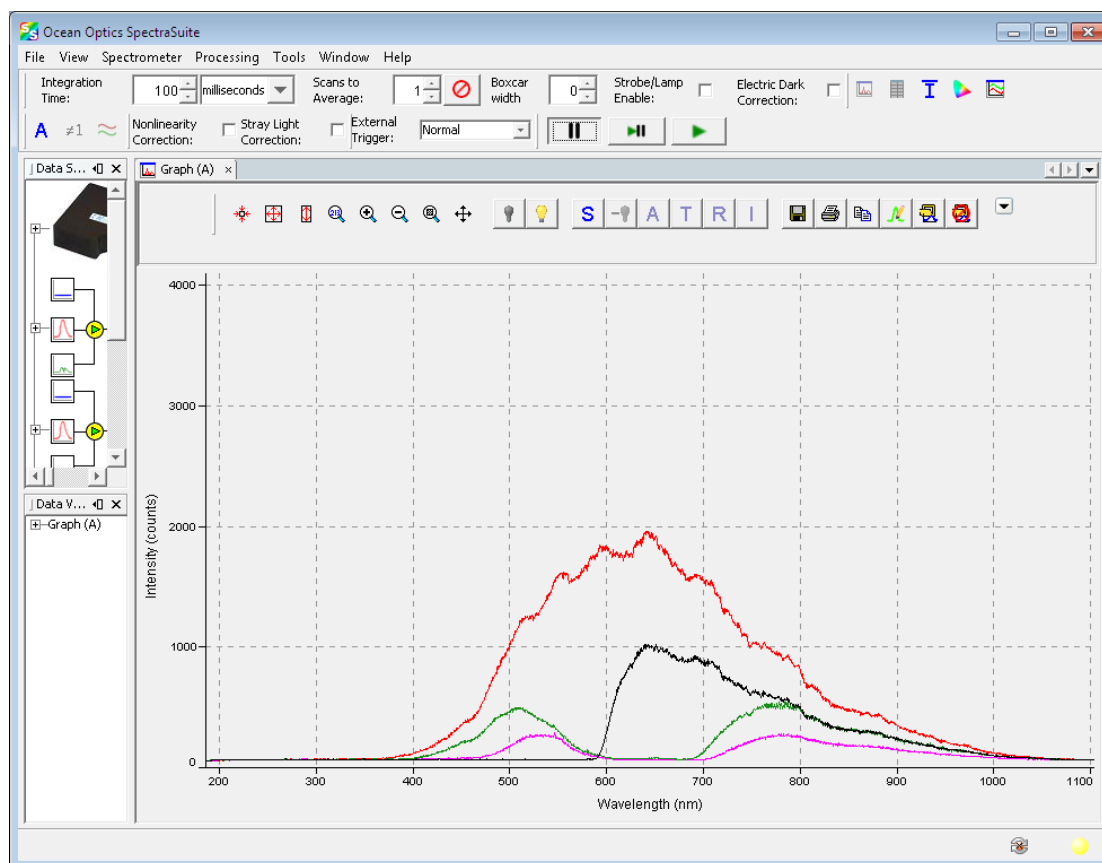 Ocean Optics SpectraSuite
File View Spectrometer Processing Tools Window Help
Integration Time: 100 milliseconds Scans to Average: 1 Boxcar width 0 Strobe/Lamp Enable: Electric Dark Correction:
A ≠1 Nonlinearity Correction: Stray Light Correction: External Trigger: Normal
Data S...
Graph (A)
S A T R I
Data V...
Graph (A)
4000
3000
2000
1000
0
Intensity (counts)
200 300 400 500 600 700 800 900 1000 1100
Wavelength (nm)